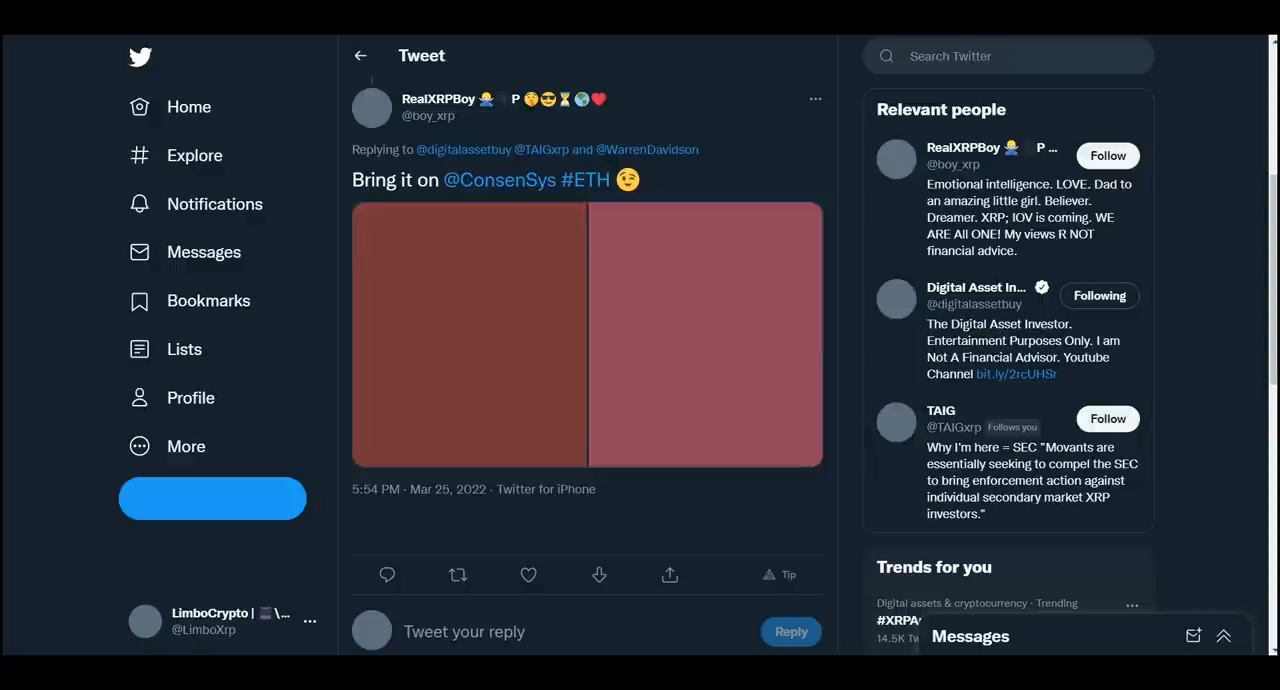 Tweet
Search Twitter
Home
Explore
Notifications
Messages
Bookmarks
Lists
Profile
More
LimboCrypto |
@LimboXrp
RealXRPBoy 🙅‍♂️ P 🤫😎⏳🌎❤️
@boy_xrp
Replying to @digitalassetbuy @TAIGxrp and @WarrenDavidson
Bring it on @ConsenSys #ETH 😉
5:54 PM · Mar 25, 2022 · Twitter for iPhone
Tip
Tweet your reply
Reply
Relevant people
RealXRPBoy 🙅‍♂️ P ...
@boy_xrp
Follow
Emotional intelligence. LOVE. Dad to
an amazing little girl. Believer.
Dreamer. XRP; IOV is coming. WE
ARE All ONE! My views R NOT
financial advice.
Digital Asset In...
@digitalassetbuy
Following
The Digital Asset Investor.
Entertainment Purposes Only. I am
Not A Financial Advisor. Youtube
Channel bit.ly/2rcUHSr
TAIG
@TAIGxrp Follows you
Follow
Why I'm here = SEC "Movants are
essentially seeking to compel the SEC
to bring enforcement action against
individual secondary market XRP
investors."
Trends for you
Digital assets & cryptocurrency · Trending
14.5K
Messages